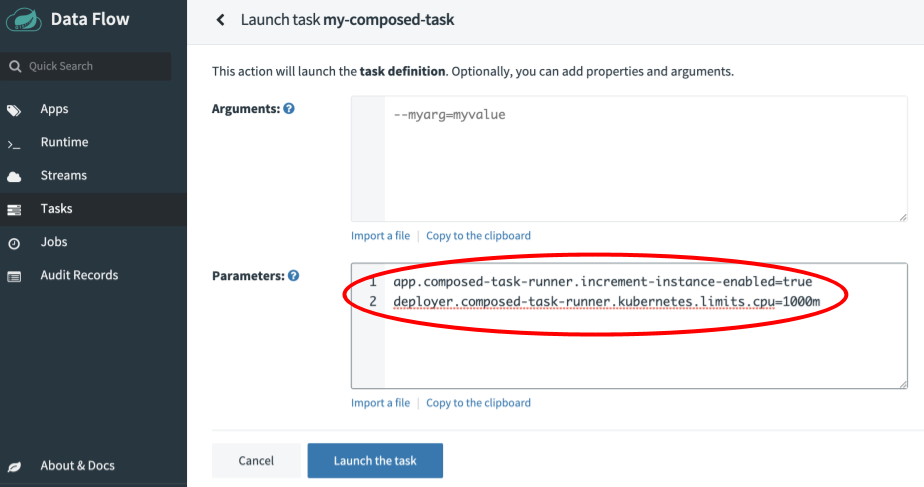 Data Flow
Quick Search
Apps
Runtime
Streams
Tasks
Jobs
Audit Records
About & Docs
Launch task my-composed-task
This action will launch the task definition. Optionally, you can add properties and arguments.
Arguments: ?
--myarg=myvalue
Import a file | Copy to the clipboard
Parameters: ?
1 app.composed-task-runner.increment-instance-enabled=true
2 deployer.composed-task-runner.kubernetes.limits.cpu=1000m
Import a file | Copy to the clipboard
Cancel Launch the task